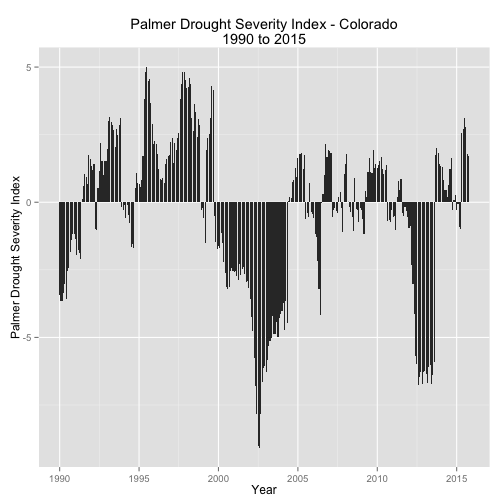 Palmer Drought Severity Index - Colorado
1990 to 2015
Palmer Drought Severity Index
5
0
-5
1990 1995 2000 2005 2010 2015
Year